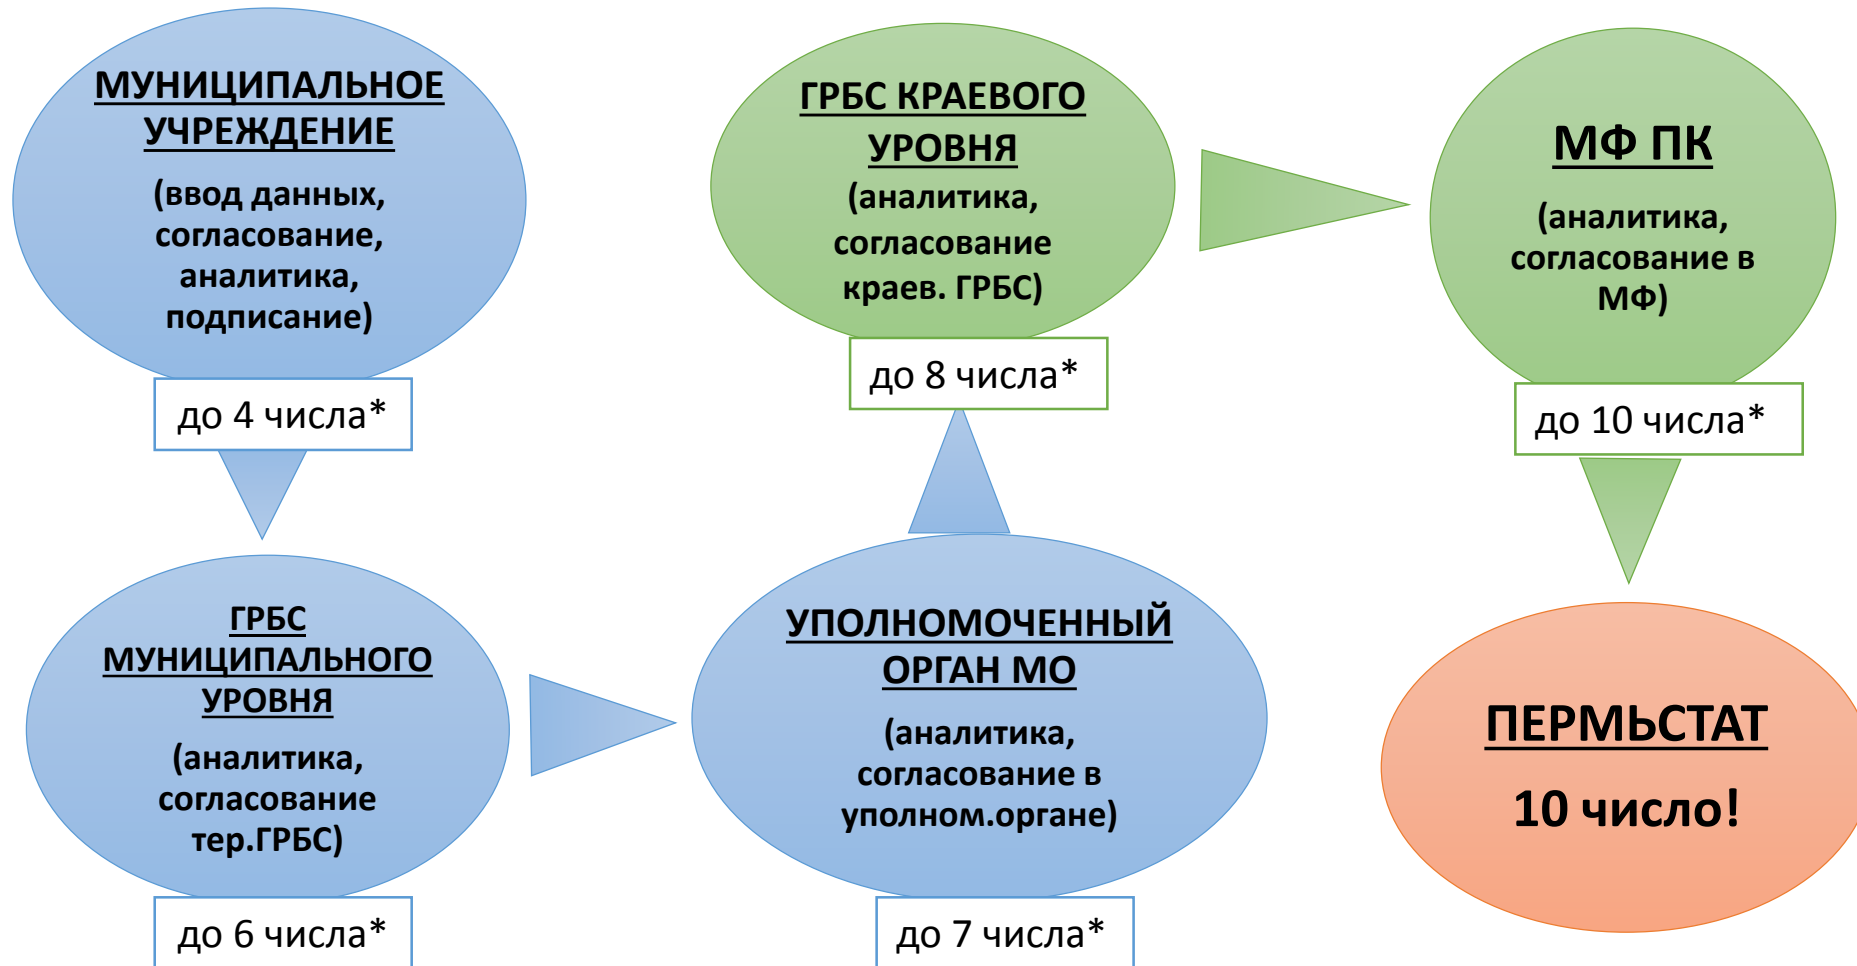 МУНИЦИПАЛЬНОЕ
УЧРЕЖДЕНИЕ
(ввод данных,
согласование,
аналитика,
подписание)
до 4 числа*
ГРБС
МУНИЦИПАЛЬНОГО
УРОВНЯ
(аналитика,
согласование
тер.ГРБС)
до 6 числа*
УПОЛНОМОЧЕННЫЙ
ОРГАН МО
(аналитика,
согласование в
уполном.органе)
до 7 числа*
ГРБС КРАЕВОГО
УРОВНЯ
(аналитика,
согласование
краев. ГРБС)
до 8 числа*
МФ ПК
(аналитика,
согласование в
МФ)
до 10 числа*
ПЕРМЬСТАТ
10 число!